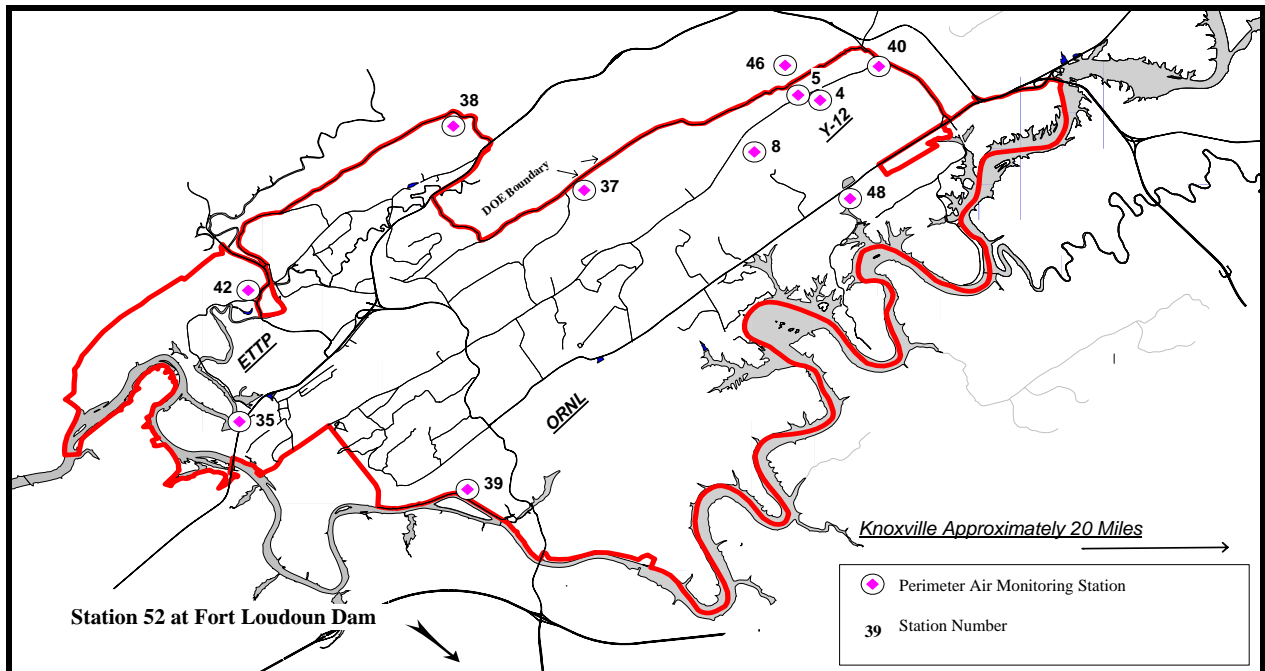 40
46
5
4
38
Y-12
8
DOE Boundary
37
48
42
ETTP
35
ORNL
39
Knoxville Approximately 20 Miles
Perimeter Air Monitoring Station
Station 52 at Fort Loudoun Dam
39 Station Number